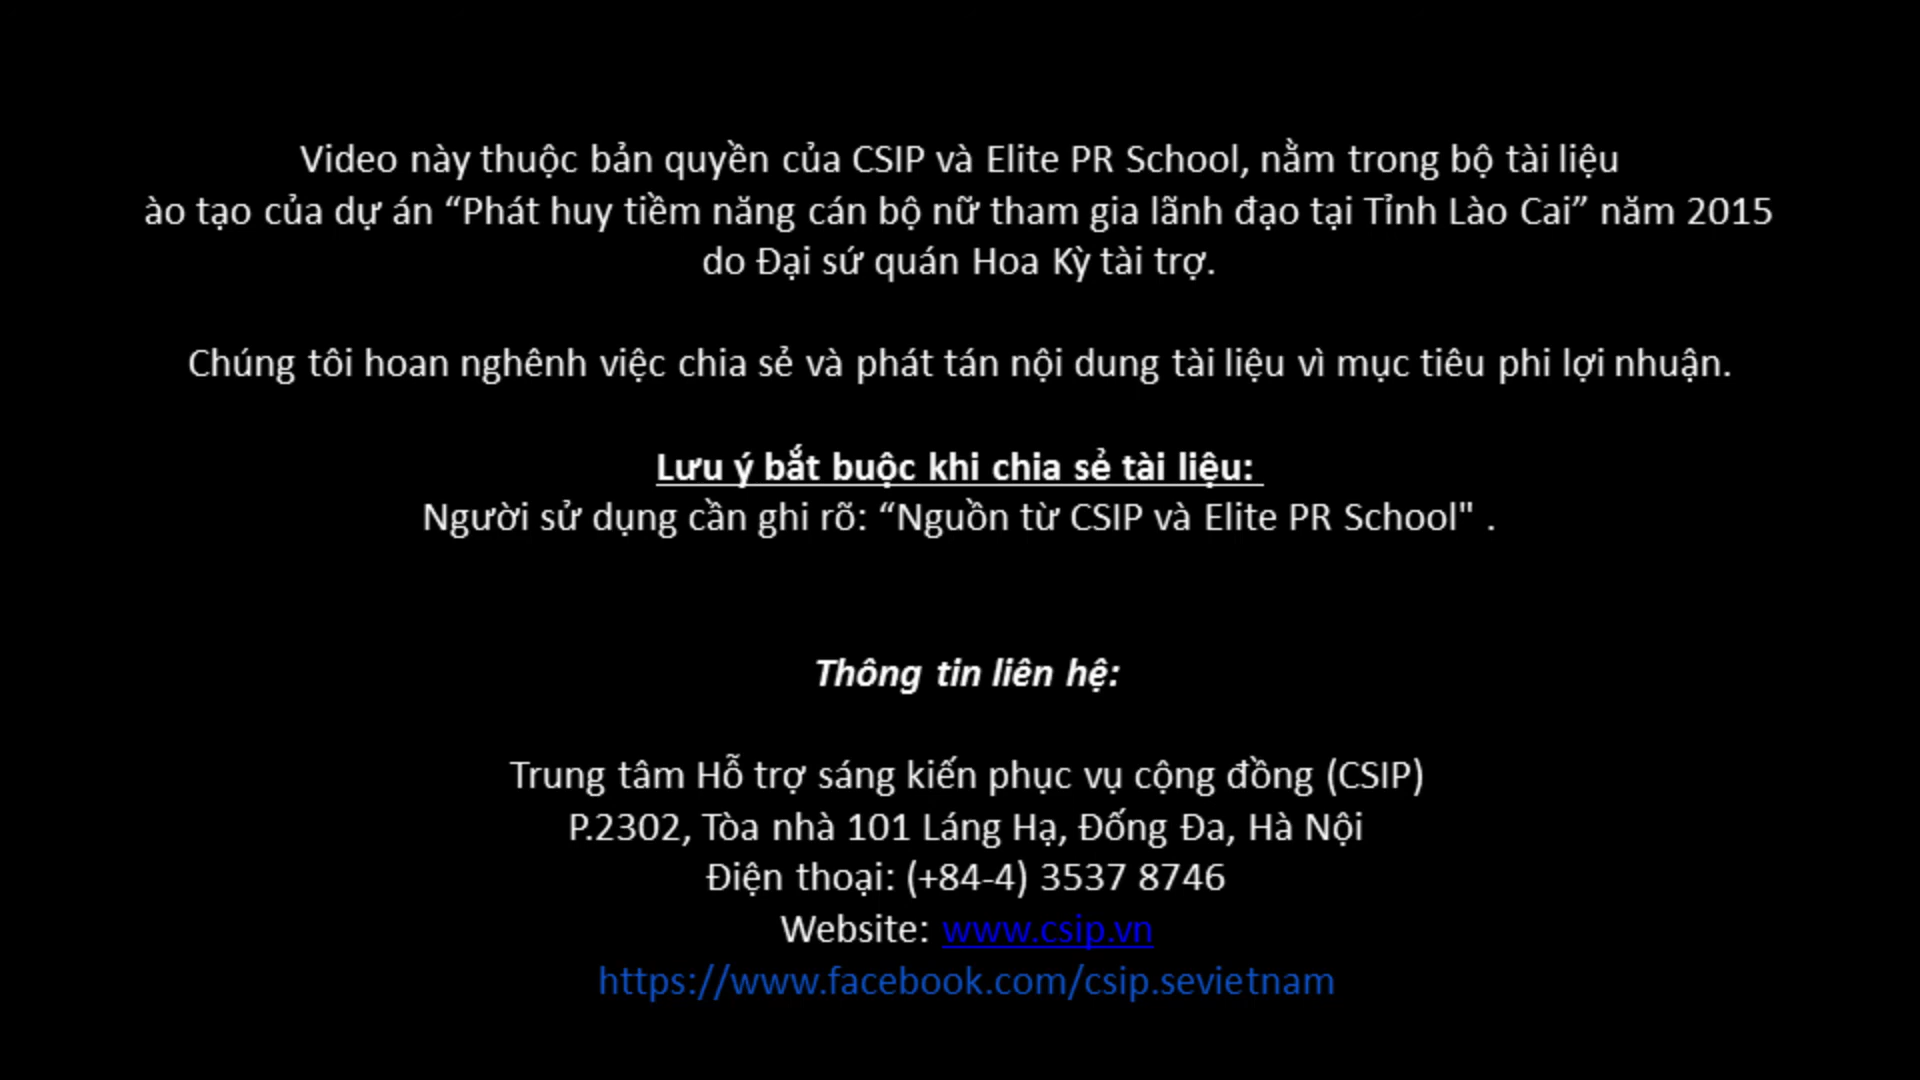 Video này thuộc bản quyền của CSIP và Elite PR School, nằm trong bộ tài liệu
ào tạo của dự án “Phát huy tiềm năng cán bộ nữ tham gia lãnh đạo tại Tỉnh Lào Cai” năm 2015
do Đại sứ quán Hoa Kỳ tài trợ.
Chúng tôi hoan nghênh việc chia sẻ và phát tán nội dung tài liệu vì mục tiêu phi lợi nhuận.
Lưu ý bắt buộc khi chia sẻ tài liệu:
Người sử dụng cần ghi rõ: “Nguồn từ CSIP và Elite PR School" .
Thông tin liên hệ:
Trung tâm Hỗ trợ sáng kiến phục vụ cộng đồng (CSIP)
P.2302, Tòa nhà 101 Láng Hạ, Đống Đa, Hà Nội
Điện thoại: (+84-4) 3537 8746
Website: www.csip.vn
https://www.facebook.com/csip.sevietnam